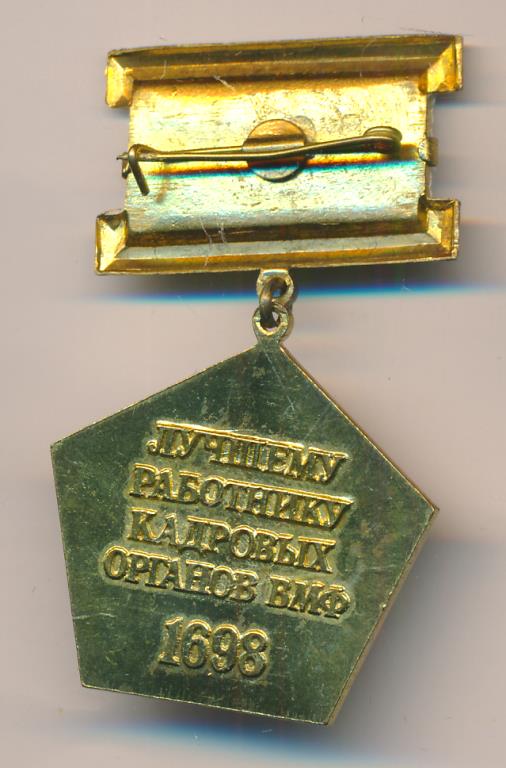 ЛУЧШЕМУ
РАБОТНИКУ
КАДРОВЫХ
ОРГАНОВ ВМФ
1698